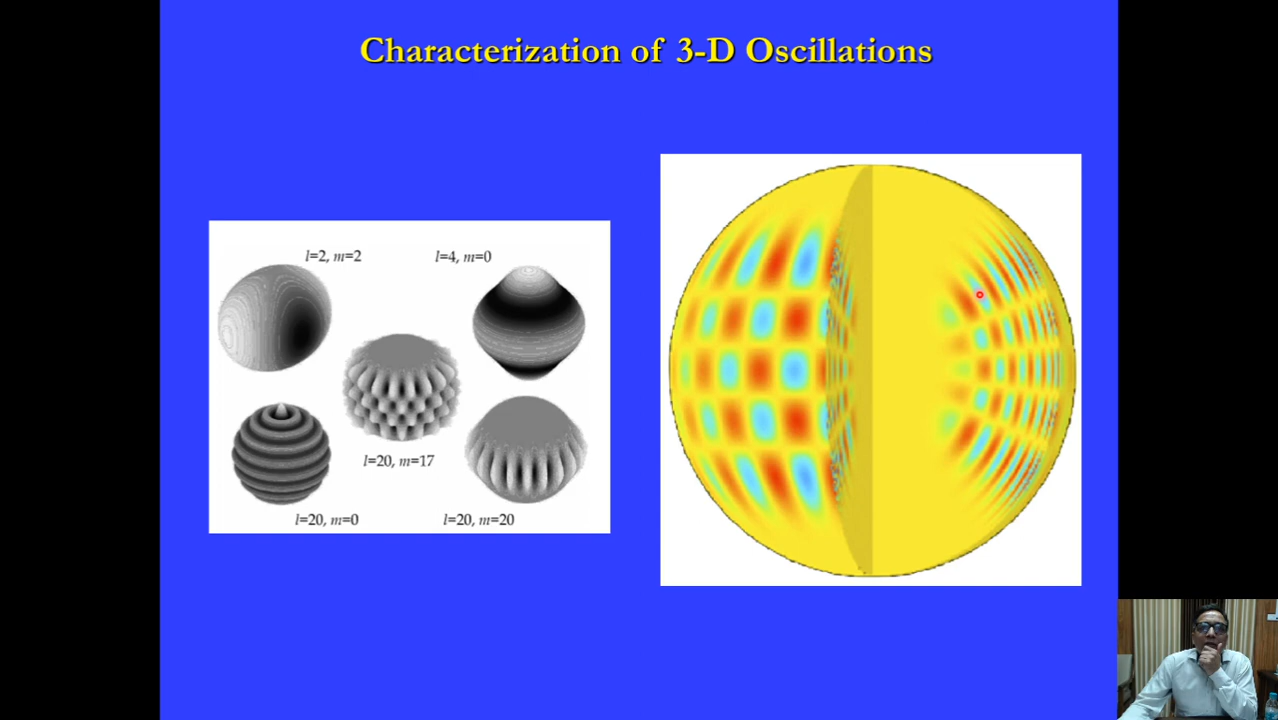 Characterization of 3-D Oscillations
l=2, m=2
l=4, m=0
l=20, m=17
l=20, m=0
l=20, m=20